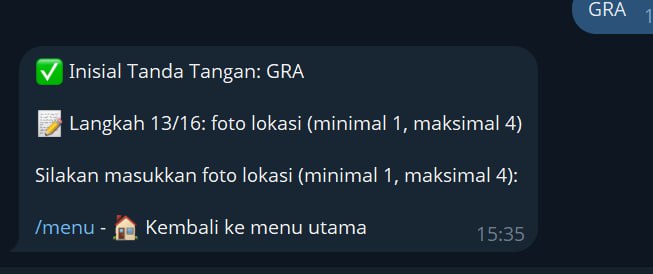 GRA 1
✅ Inisial Tanda Tangan: GRA
📝 Langkah 13/16: foto lokasi (minimal 1, maksimal 4)
Silakan masukkan foto lokasi (minimal 1, maksimal 4):
/menu - 🏠 Kembali ke menu utama
15:35